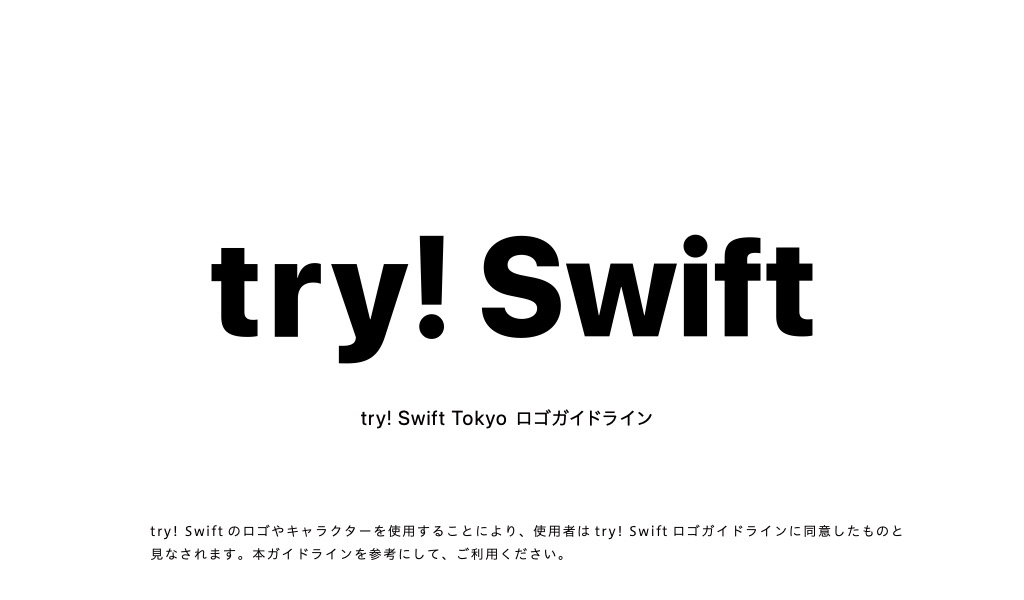 try! Swift
try! Swift Tokyo ロゴガイドライン
try! Swift のロゴやキャラクターを使用することにより、使用者は try! Swift ロゴガイドラインに同意したものと
見なされます。本ガイドラインを参考にして、ご利用ください。